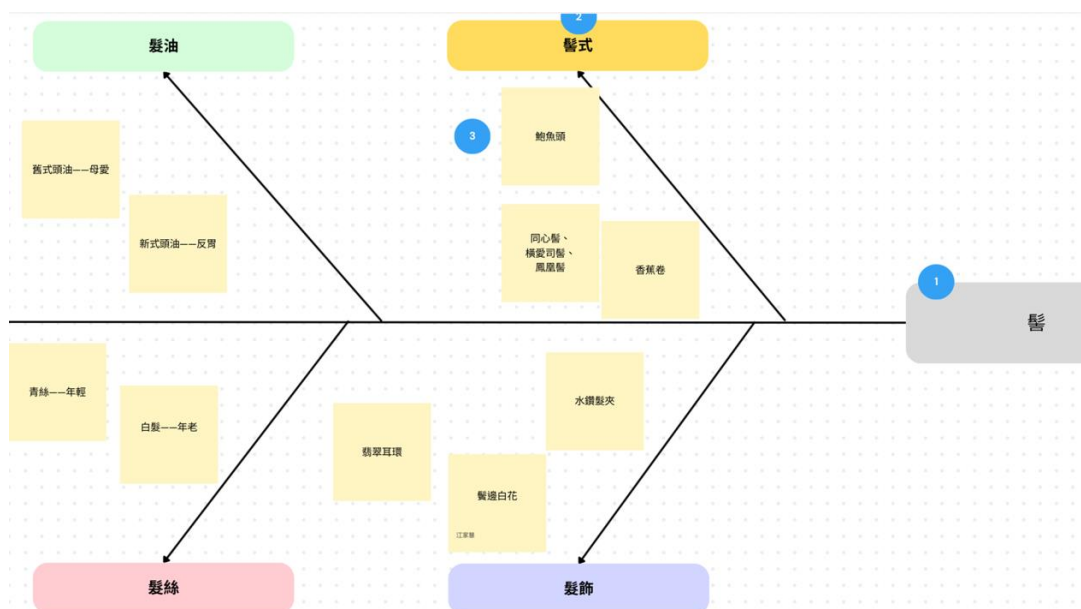 髮油
2
髻式
舊式頭油——母愛
新式頭油——反胃
3
鮑魚頭
同心髻、
橫愛司髻、
鳳凰髻
香蕉卷
1
髻
青絲——年輕
白髮——年老
翡翠耳環
鬢邊白花
江家慧
水鑽髮夾
髮絲
髮飾